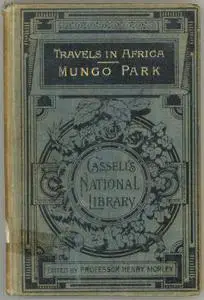 TRAVELS IN AFRICA
MUNGO PARK
CASSELL'S
NATIONAL
LIBRARY
EDITED BY PROFESSOR HENRY MORLEY